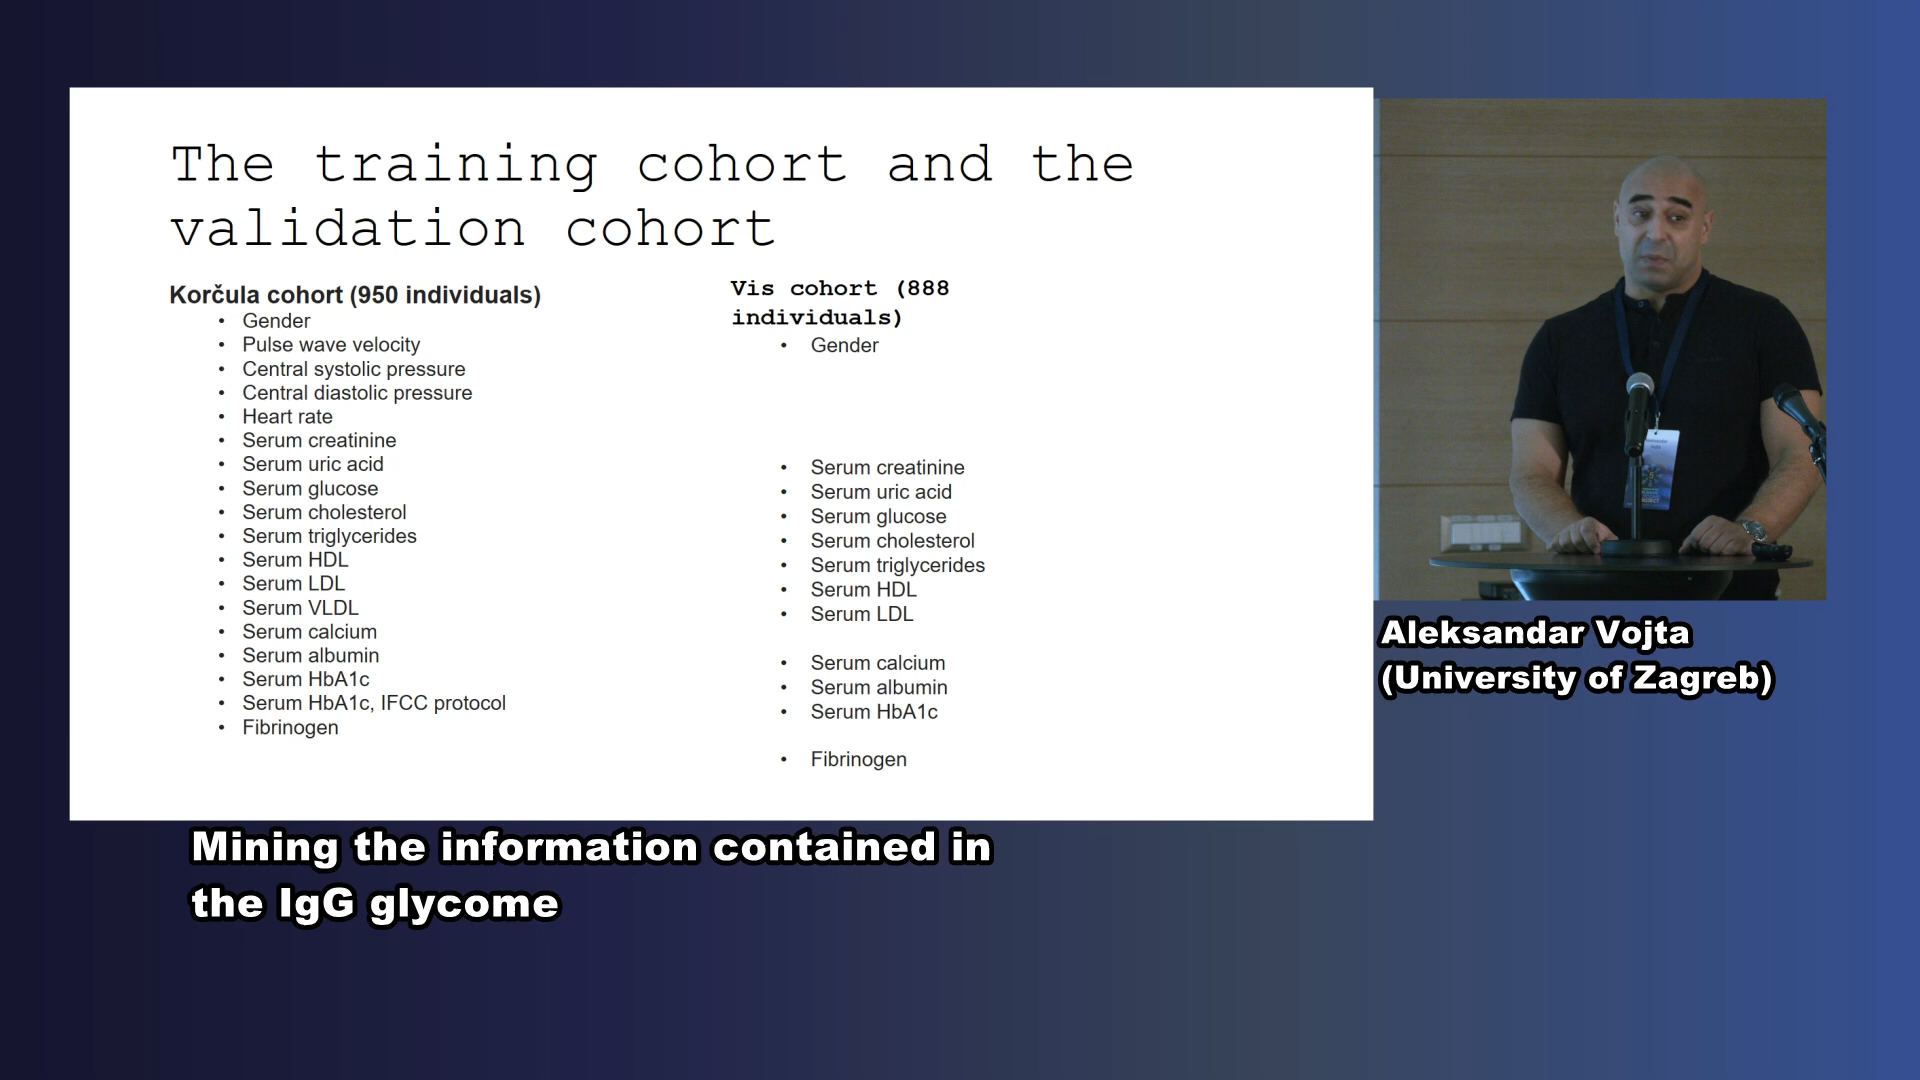 The training cohort and the
validation cohort
Korčula cohort (950 individuals)
• Gender
• Pulse wave velocity
• Central systolic pressure
• Central diastolic pressure
• Heart rate
• Serum creatinine
• Serum uric acid
• Serum glucose
• Serum cholesterol
• Serum triglycerides
• Serum HDL
• Serum LDL
• Serum VLDL
• Serum calcium
• Serum albumin
• Serum HbA1c
• Serum HbA1c, IFCC protocol
• Fibrinogen
Vis cohort (888
individuals)
• Gender
• Serum creatinine
• Serum uric acid
• Serum glucose
• Serum cholesterol
• Serum triglycerides
• Serum HDL
• Serum LDL
• Serum calcium
• Serum albumin
• Serum HbA1c
• Fibrinogen
Aleksandar Vojta
(University of Zagreb)
Mining the information contained in
the IgG glycome